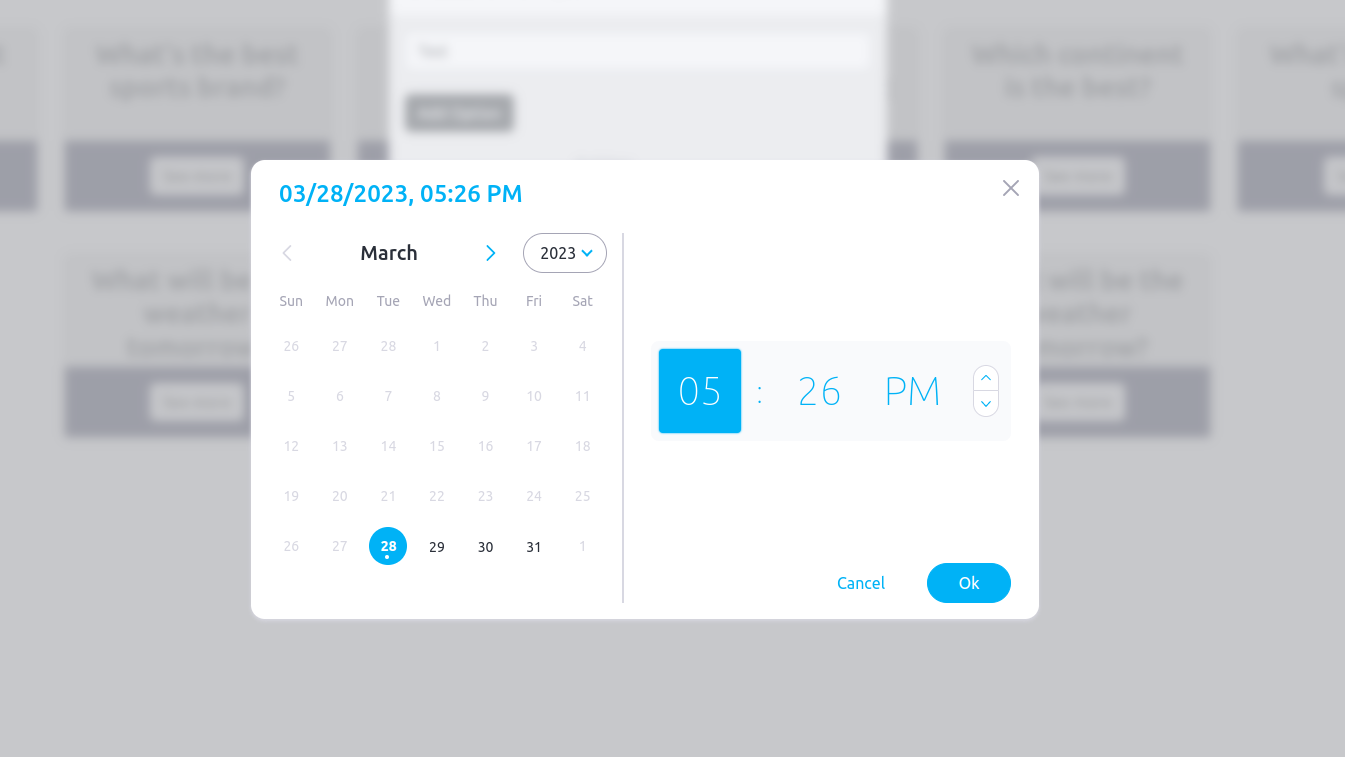 What's the best
sports brand?
Which continent
is the best?
What
What will be
weather
tomorrow
will be the
weather
tomorrow?
03/28/2023, 05:26 PM
March
2023
Sun Mon Tue Wed Thu Fri Sat
26 27 28 1 2 3 4
5 6 7 8 9 10 11
12 13 14 15 16 17 18
19 20 21 22 23 24 25
26 27 28 29 30 31 1
05 : 26 PM
Cancel Ok